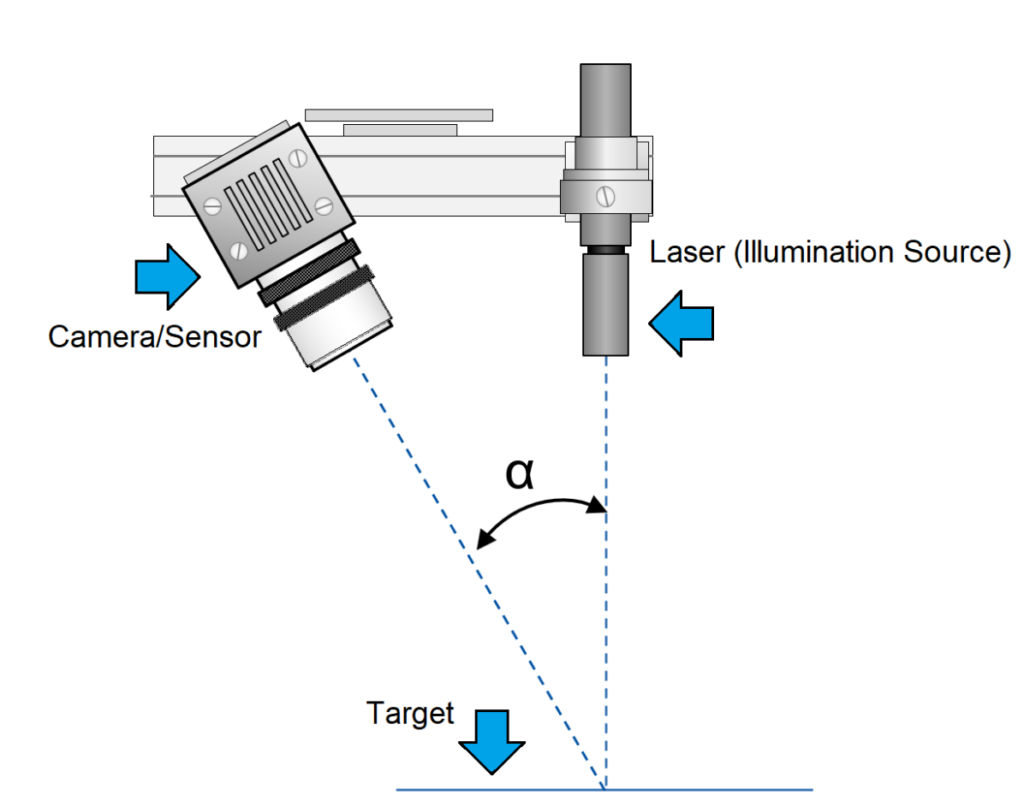 Laser (Illumination Source)
Camera/Sensor
α
Target